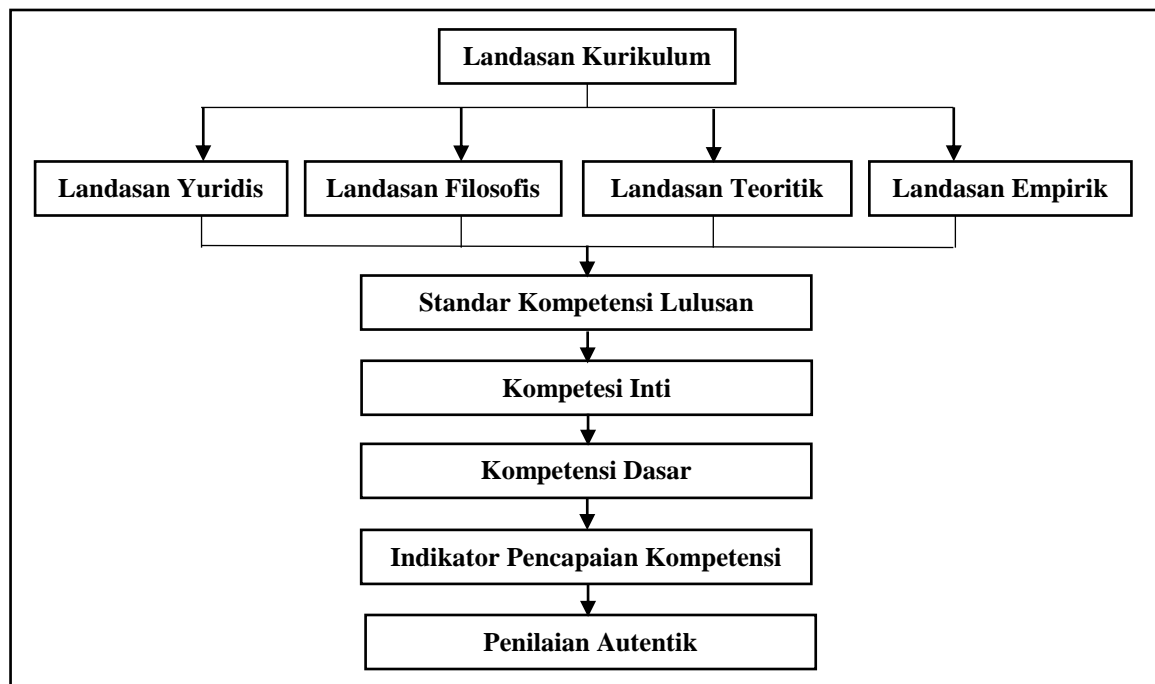 Landasan Kurikulum
Landasan Yuridis
Landasan Filosofis
Landasan Teoritik
Landasan Empirik
Standar Kompetensi Lulusan
Kompetesi Inti
Kompetensi Dasar
Indikator Pencapaian Kompetensi
Penilaian Autentik